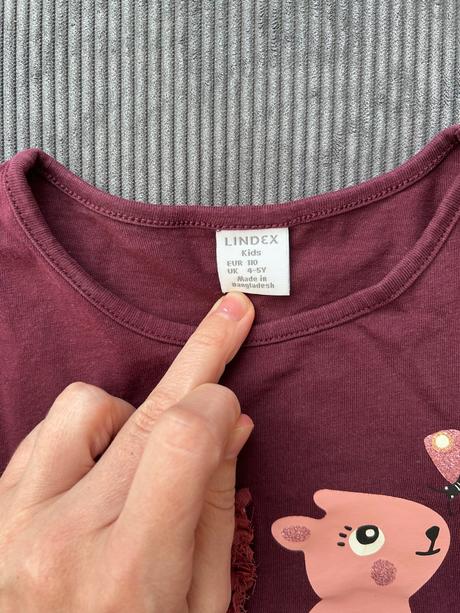 LINDEX
Kids
EUR 110
UK 4-5Y
Made in
Bangladesh